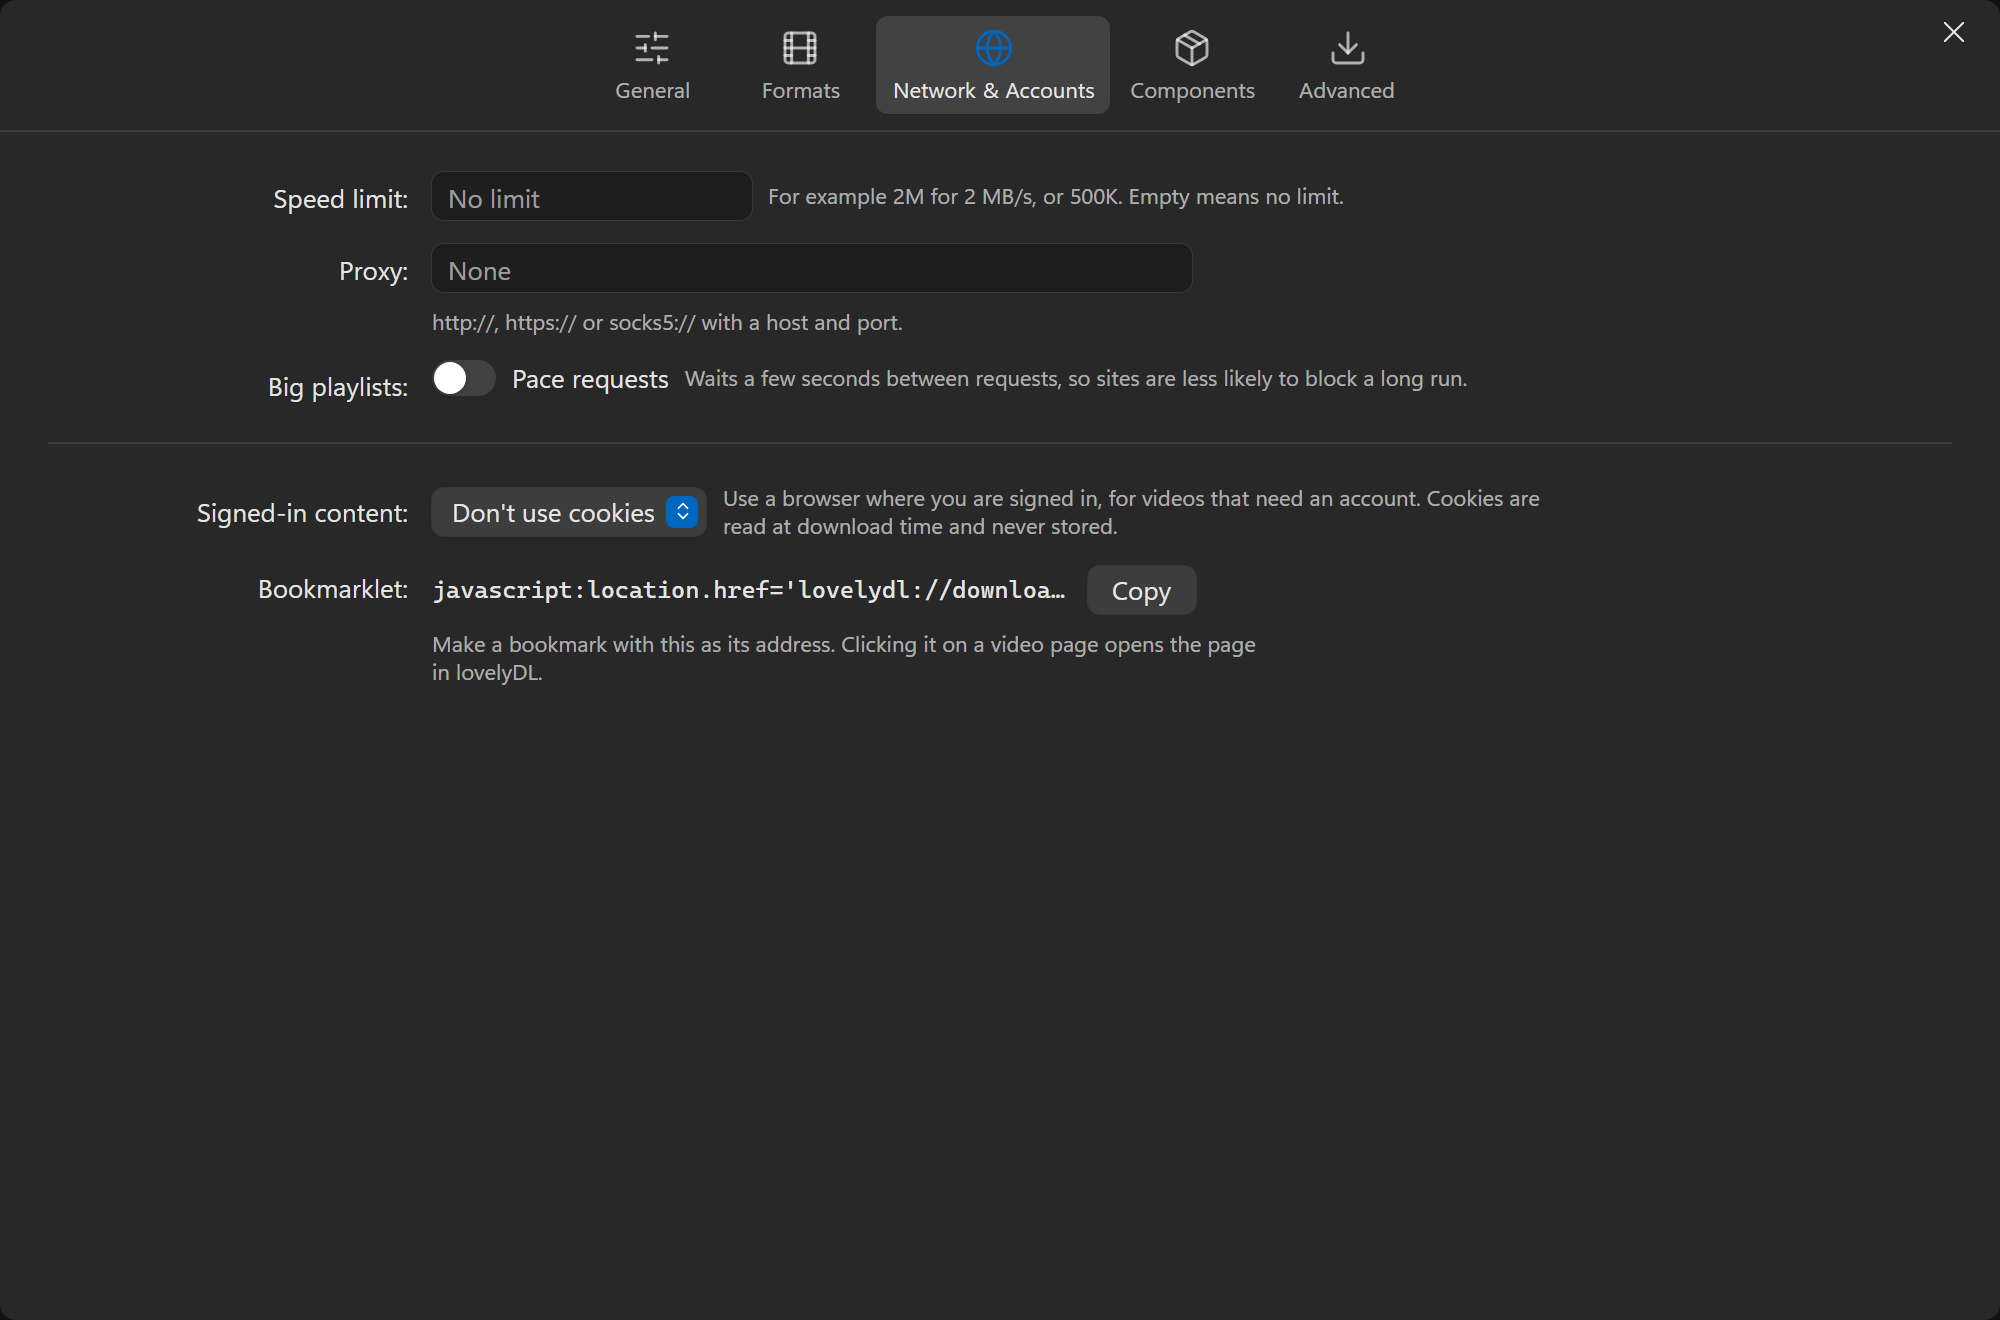 General
Formats
Network & Accounts
Components
Advanced
Speed limit:
No limit
For example 2M for 2 MB/s, or 500K. Empty means no limit.
Proxy:
None
http://, https:// or socks5:// with a host and port.
Big playlists:
Pace requests
Waits a few seconds between requests, so sites are less likely to block a long run.
Signed-in content:
Don't use cookies
Use a browser where you are signed in, for videos that need an account. Cookies are
read at download time and never stored.
Bookmarklet:
javascript:location.href='lovelydl://downloa…
Copy
Make a bookmark with this as its address. Clicking it on a video page opens the page
in lovelyDL.